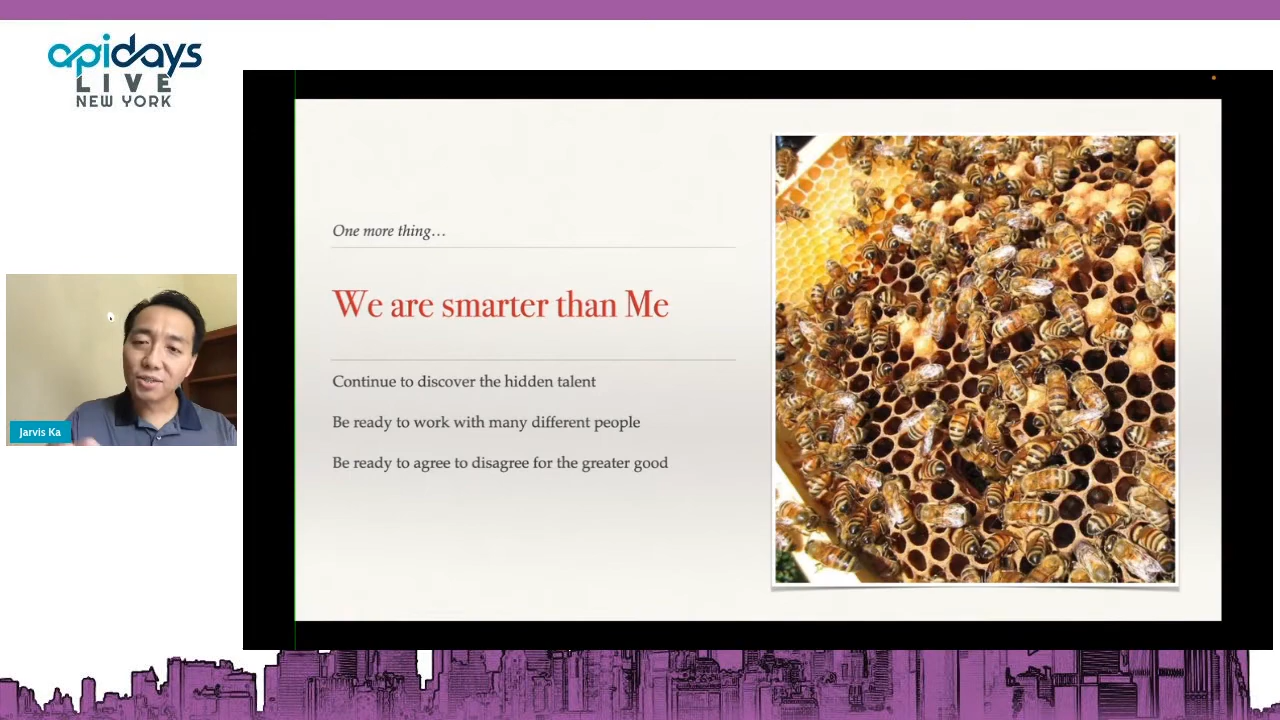 apidays
LIVE
NEW YORK
One more thing…
We are smarter than Me
Continue to discover the hidden talent
Be ready to work with many different people
Be ready to agree to disagree for the greater good
Jarvis Ka